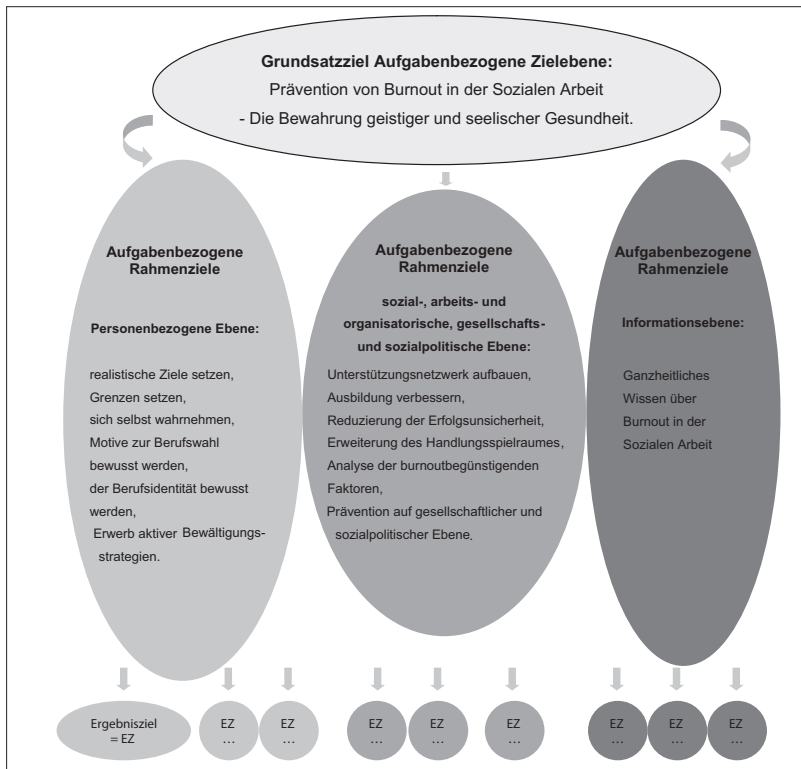 Grundsatzziel Aufgabenbezogene Zielebene:
Prävention von Burnout in der Sozialen Arbeit
- Die Bewahrung geistiger und seelischer Gesundheit.
Aufgabenbezogene
Rahmenziele
Personenbezogene Ebene:
realistische Ziele setzen,
Grenzen setzen,
sich selbst wahrnehmen,
Motive zur Berufswahl
bewusst werden,
der Berufsidentität bewusst
werden,
Erwerb aktiver Bewältigungs-
strategien.
Aufgabenbezogene
Rahmenziele
sozial-, arbeits- und
organisatorische, gesellschafts-
und sozialpolitische Ebene:
Unterstützungsnetzwerk aufbauen,
Ausbildung verbessern,
Reduzierung der Erfolgsunsicherheit,
Erweiterung des Handlungsspielraumes,
Analyse der burnoutbegünstigenden
Faktoren,
Prävention auf gesellschaftlicher und
sozialpolitischer Ebene.
Aufgabenbezogene
Rahmenziele
Informationsebene:
Ganzheitliches
Wissen über
Burnout in der
Sozialen Arbeit
Ergebnisziel
= EZ
EZ
...
EZ
...
EZ
...
EZ
...
EZ
...
EZ
...
EZ
...
EZ
...